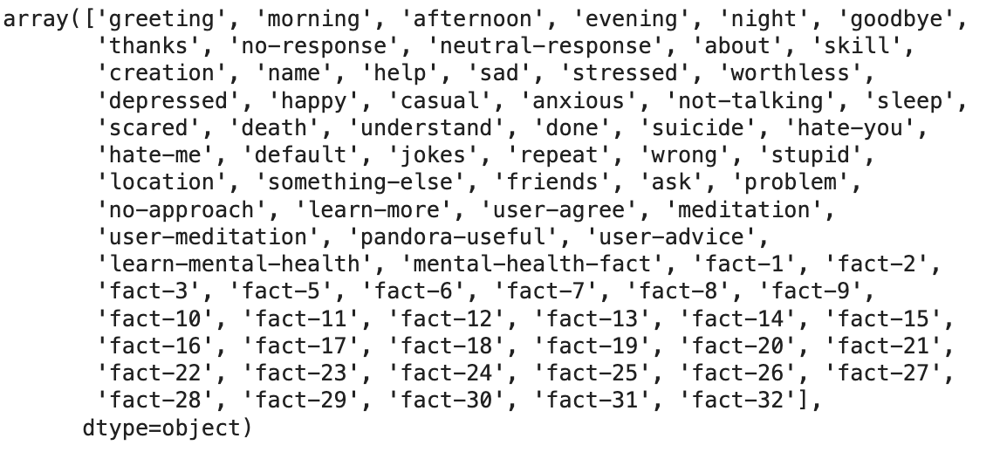 array(['greeting', 'morning', 'afternoon', 'evening', 'night', 'goodbye',
'thanks', 'no-response', 'neutral-response', 'about', 'skill',
'creation', 'name', 'help', 'sad', 'stressed', 'worthless',
'depressed', 'happy', 'casual', 'anxious', 'not-talking', 'sleep',
'scared', 'death', 'understand', 'done', 'suicide', 'hate-you',
'hate-me', 'default', 'jokes', 'repeat', 'wrong', 'stupid',
'location', 'something-else', 'friends', 'ask', 'problem',
'no-approach', 'learn-more', 'user-agree', 'meditation',
'user-meditation', 'pandora-useful', 'user-advice',
'learn-mental-health', 'mental-health-fact', 'fact-1', 'fact-2',
'fact-3', 'fact-5', 'fact-6', 'fact-7', 'fact-8', 'fact-9',
'fact-10', 'fact-11', 'fact-12', 'fact-13', 'fact-14', 'fact-15',
'fact-16', 'fact-17', 'fact-18', 'fact-19', 'fact-20', 'fact-21',
'fact-22', 'fact-23', 'fact-24', 'fact-25', 'fact-26', 'fact-27',
'fact-28', 'fact-29', 'fact-30', 'fact-31', 'fact-32'],
dtype=object)